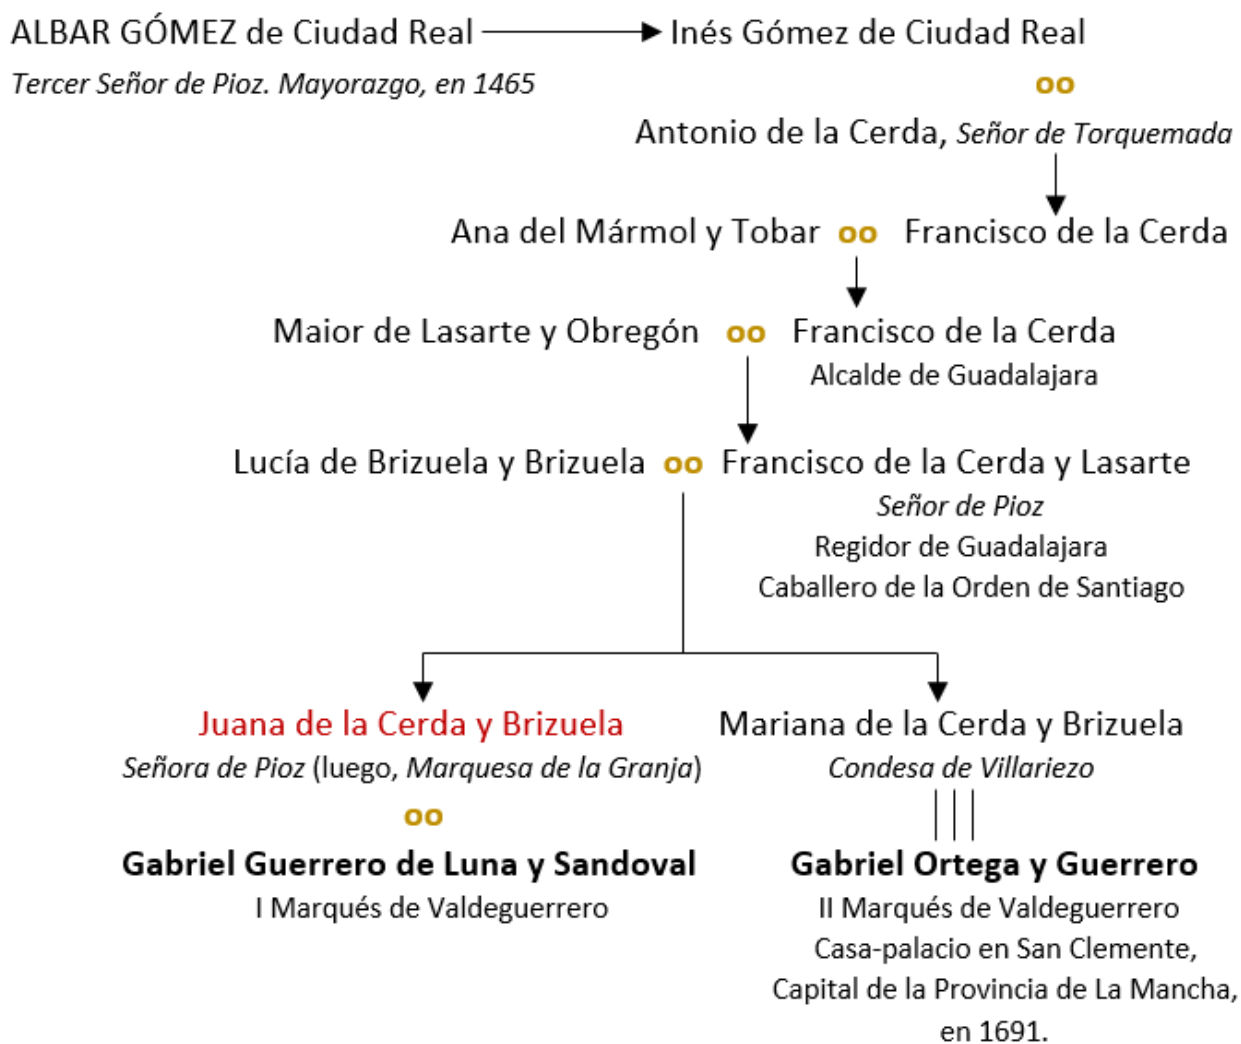 ALBAR GÓMEZ de Ciudad Real Inés Gómez de Ciudad Real
Tercer Señor de Pioz. Mayorazgo, en 1465 oo
Antonio de la Cerda, Señor de Torquemada
Ana del Mármol y Tobar oo Francisco de la Cerda
Maior de Lasarte y Obregón oo Francisco de la Cerda
Alcalde de Guadalajara
Lucía de Brizuela y Brizuela oo Francisco de la Cerda y Lasarte
Señor de Pioz
Regidor de Guadalajara
Caballero de la Orden de Santiago
Juana de la Cerda y Brizuela Mariana de la Cerda y Brizuela
Señora de Pioz (luego, Marquesa de la Granja) Condesa de Villariezo
oo
Gabriel Guerrero de Luna y Sandoval Gabriel Ortega y Guerrero
I Marqués de Valdeguerrero II Marqués de Valdeguerrero
Casa-palacio en San Clemente,
Capital de la Provincia de La Mancha,
en 1691.